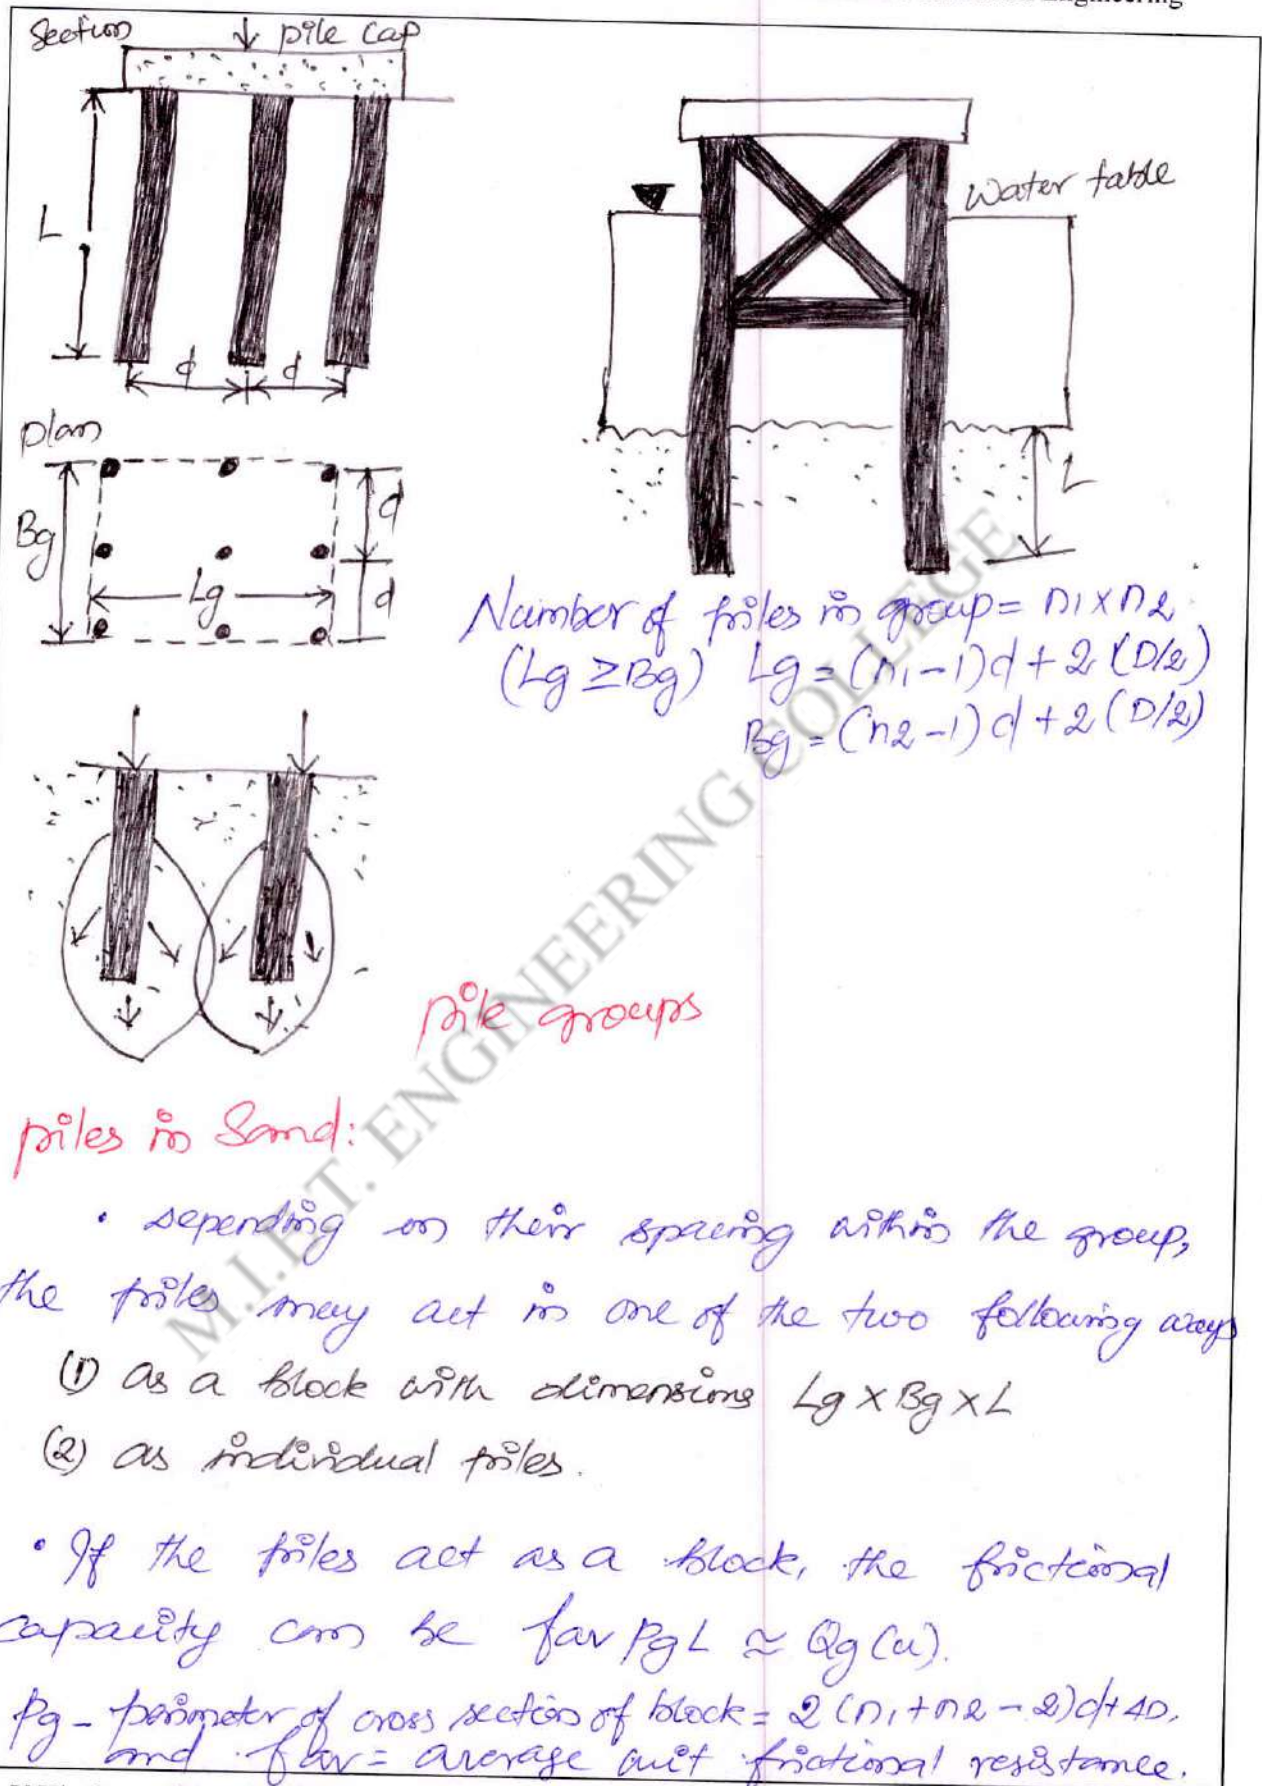 Engineering
Section
pile cap
L
d d
Water table
plan
Bg
Lg
d
d
L
Number of piles in group = n1 x n2
(Lg ≥ Bg) Lg = (n1 - 1) d + 2 (D/2)
Bg = (n2 - 1) d + 2 (D/2)
pile groups
piles in Sand:
• depending on their spacing within the group,
the piles may act in one of the two following ways
(1) as a block with dimensions Lg x Bg x L
(2) as individual piles.
• If the piles act as a block, the frictional
capacity can be fav Pg L ≃ Qg (u).
Pg - perimeter of cross section of block = 2 (n1 + n2 - 2) d + 4D.
and fav = average unit frictional resistance.
M.I.E.T. ENGINEERING COLLEGE